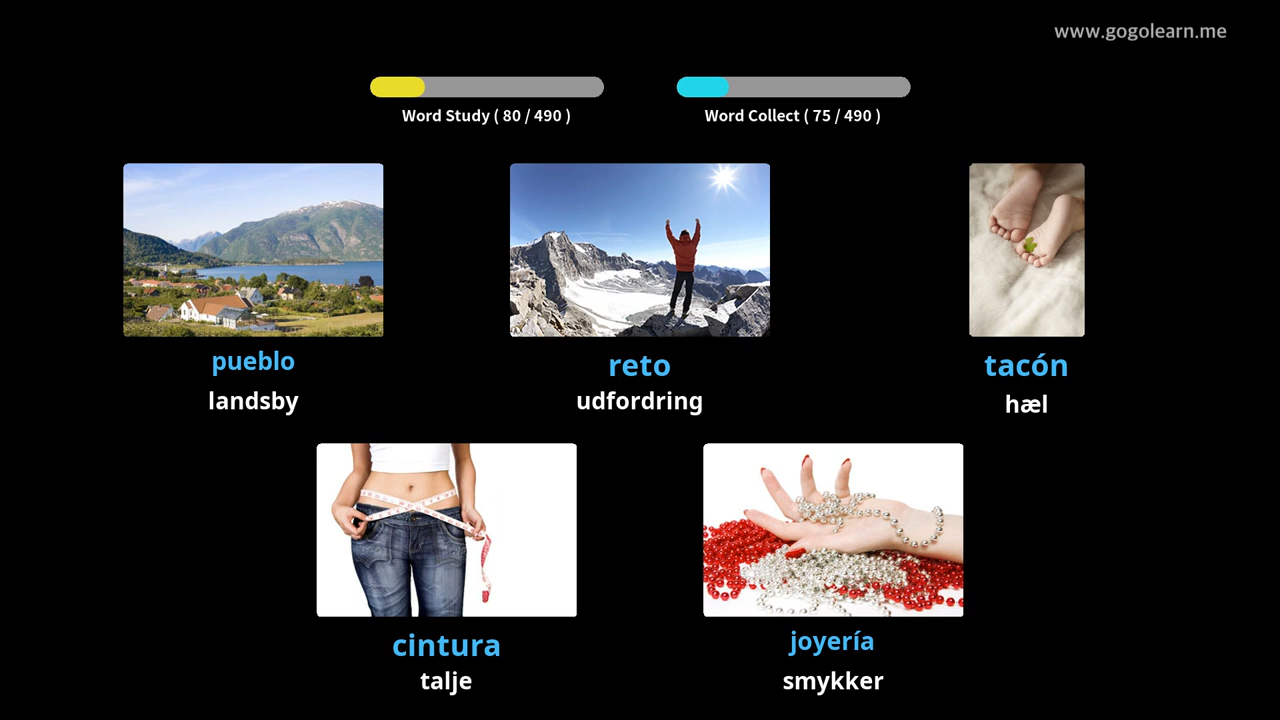 www.gogolearn.me
Word Study ( 80 / 490 )
Word Collect ( 75 / 490 )
pueblo
landsby
reto
udfordring
tacón
hæl
cintura
talje
joyería
smykker